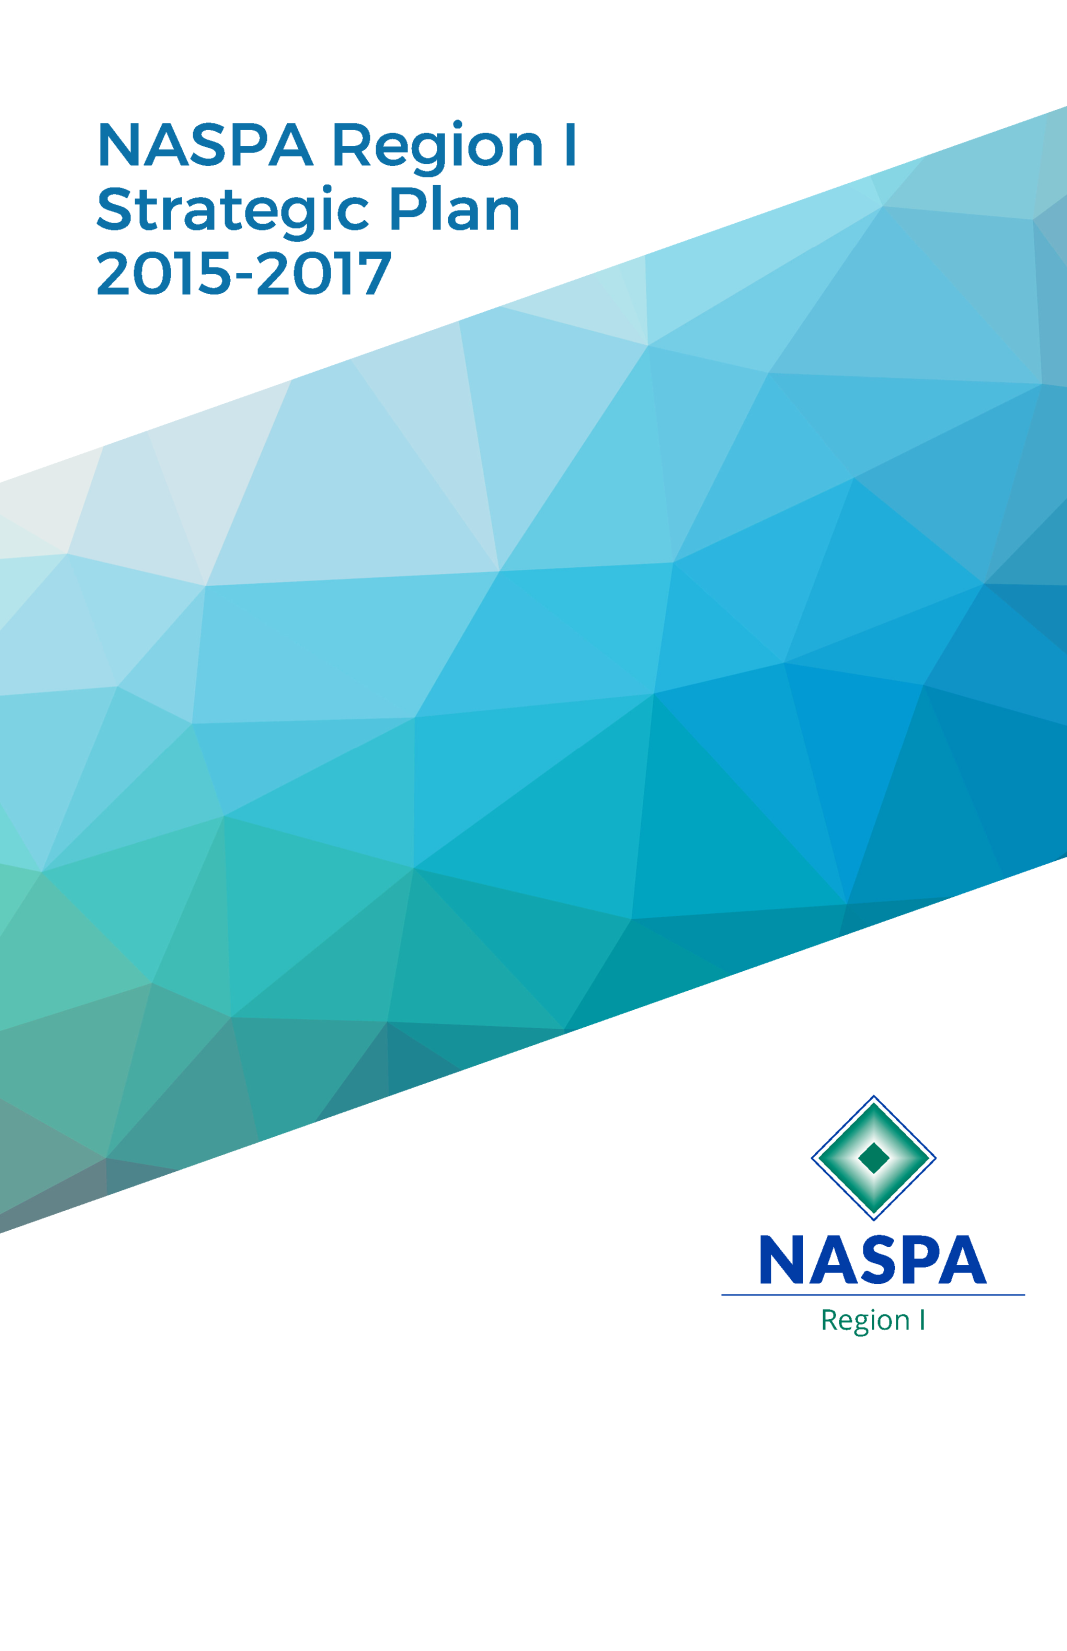 NASPA Region I
Strategic Plan
2015-2017
NASPA
Region I